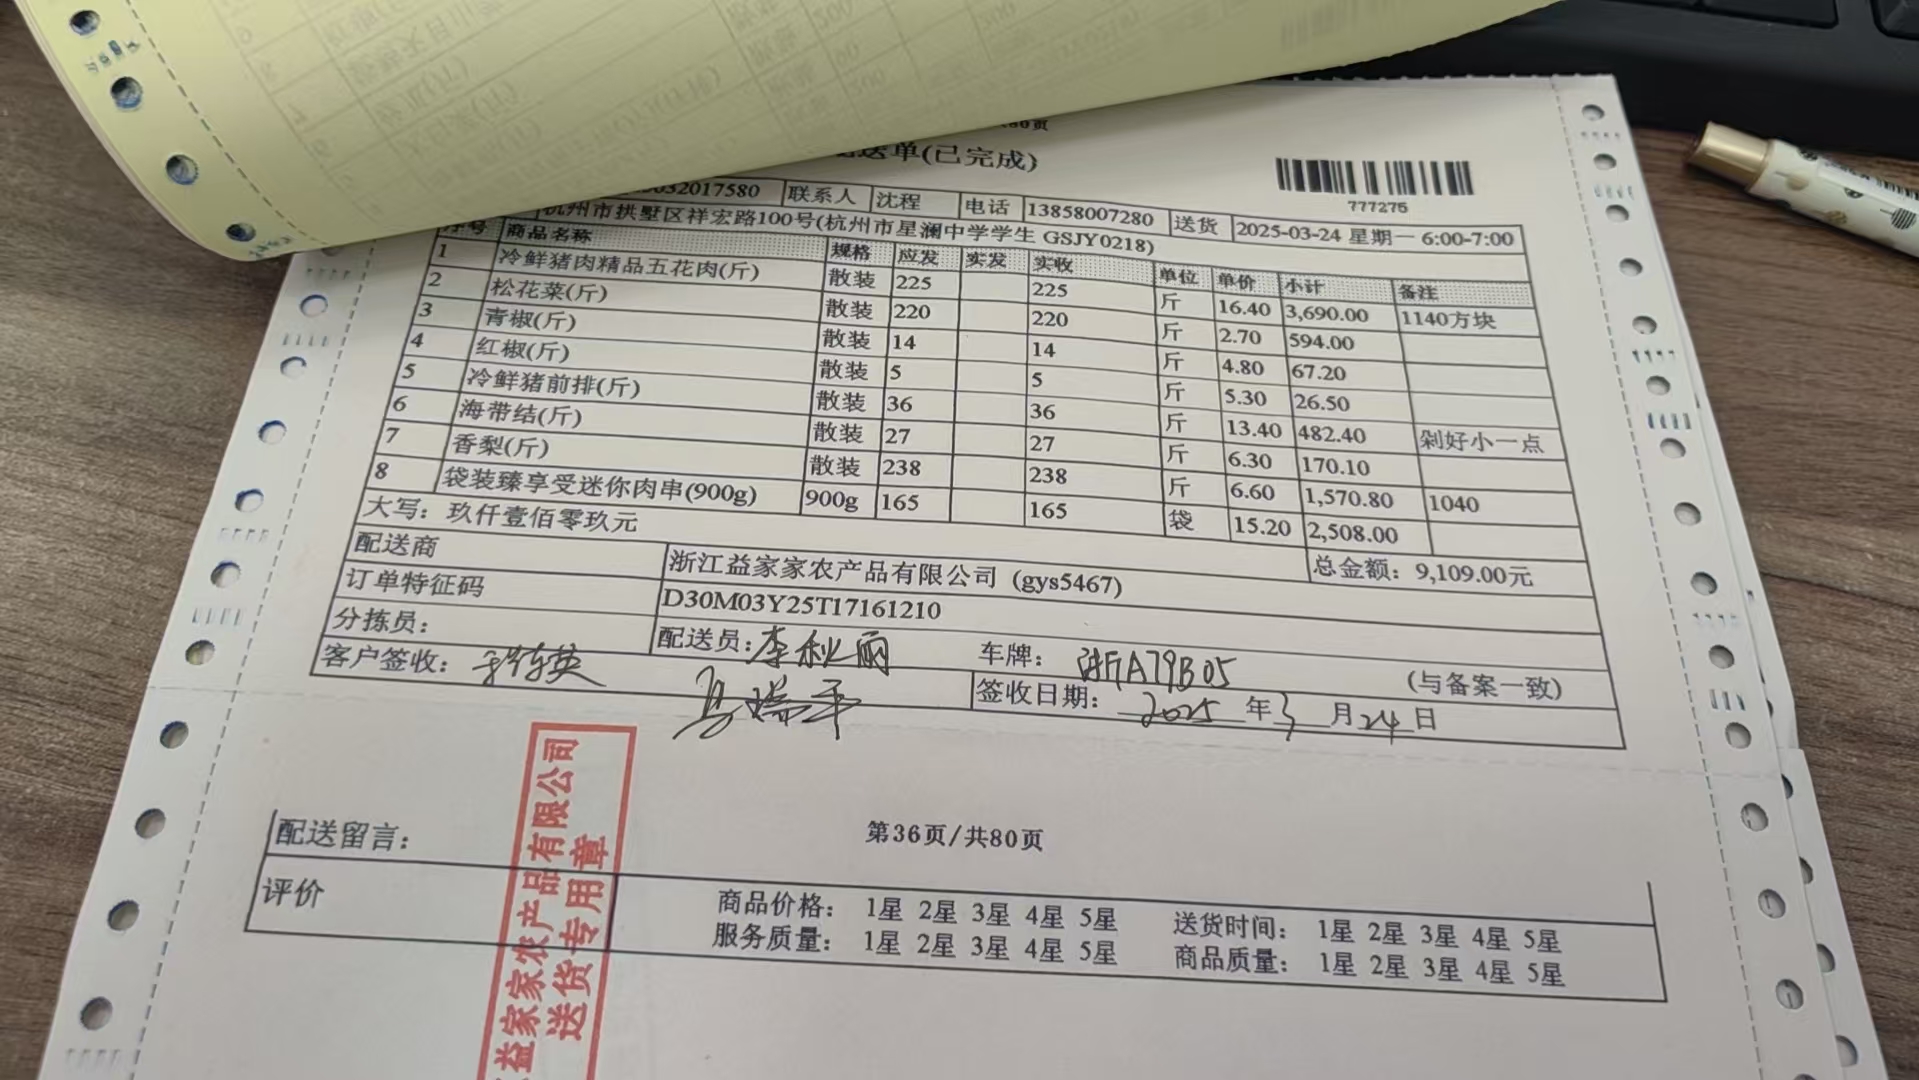 送单(已完成)
777275
032017580 联系人 沈程 电话 13858007280 送货 2025-03-24 星期一 6:00-7:00
杭州市拱墅区祥宏路100号(杭州市星澜中学学生 GSJY0218)
序号 商品名称 规格 应发 实发 实收 单位 单价 小计 备注
1 冷鲜猪肉精品五花肉(斤) 散装 225 225 斤 16.40 3,690.00 1140方块
2 松花菜(斤) 散装 220 220 斤 2.70 594.00
3 青椒(斤) 散装 14 14 斤 4.80 67.20
4 红椒(斤) 散装 5 5 斤 5.30 26.50
5 冷鲜猪前排(斤) 散装 36 36 斤 13.40 482.40 剁好小一点
6 海带结(斤) 散装 27 27 斤 6.30 170.10
7 香梨(斤) 散装 238 238 斤 6.60 1,570.80 1040
8 袋装臻享受迷你肉串(900g) 900g 165 165 袋 15.20 2,508.00
大写：玖仟壹佰零玖元 总金额：9,109.00元
配送商 浙江益家家农产品有限公司 (gys5467)
订单特征码 D30M03Y25T17161210
分拣员： 配送员：李秋丽 车牌：浙A79B05 (与备案一致)
客户签收： 签收日期：2025年3月24日
第36页/共80页
配送留言：
评价 商品价格： 1星 2星 3星 4星 5星 送货时间： 1星 2星 3星 4星 5星
服务质量： 1星 2星 3星 4星 5星 商品质量： 1星 2星 3星 4星 5星
益家家农产品有限公司
送货专用章